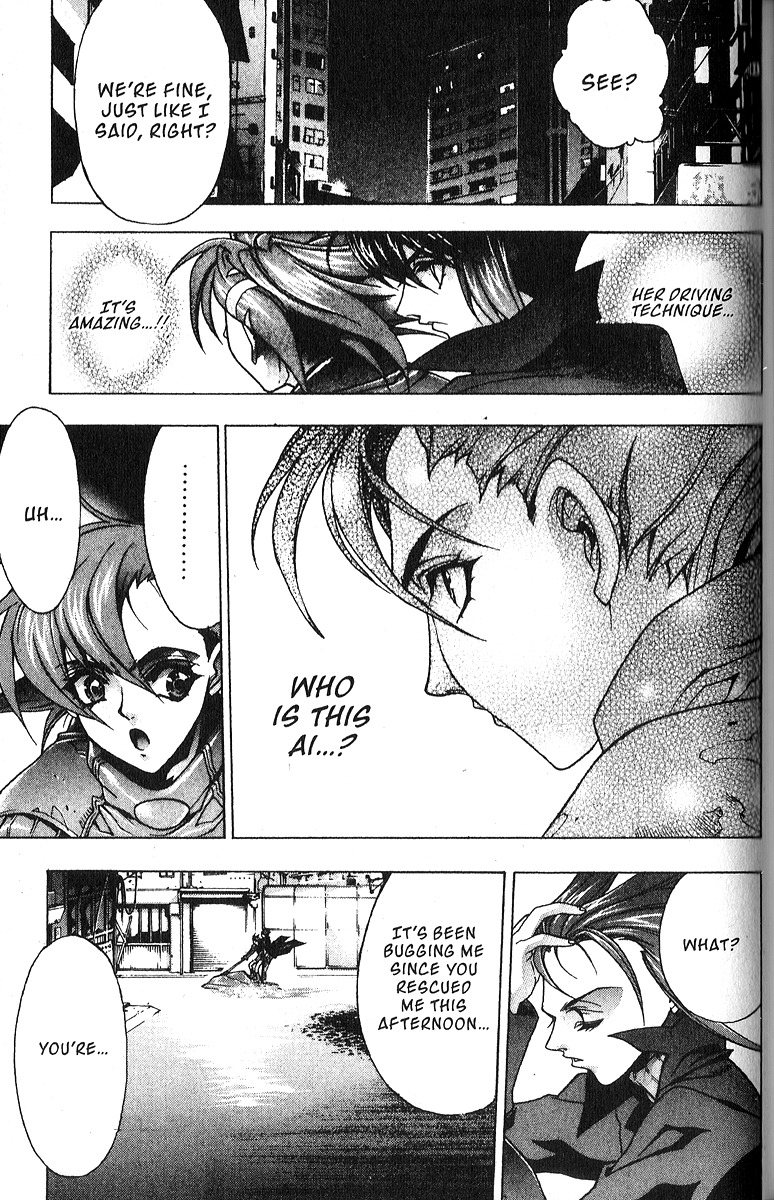 SEE?
WE'RE FINE,
JUST LIKE I
SAID, RIGHT?
HER DRIVING
TECHNIQUE...
IT'S
AMAZING...!!
WHO
IS THIS
AI...?
..........
UH...
WHAT?
IT'S BEEN
BUGGING ME
SINCE YOU
RESCUED
ME THIS
AFTERNOON...
YOU'RE...